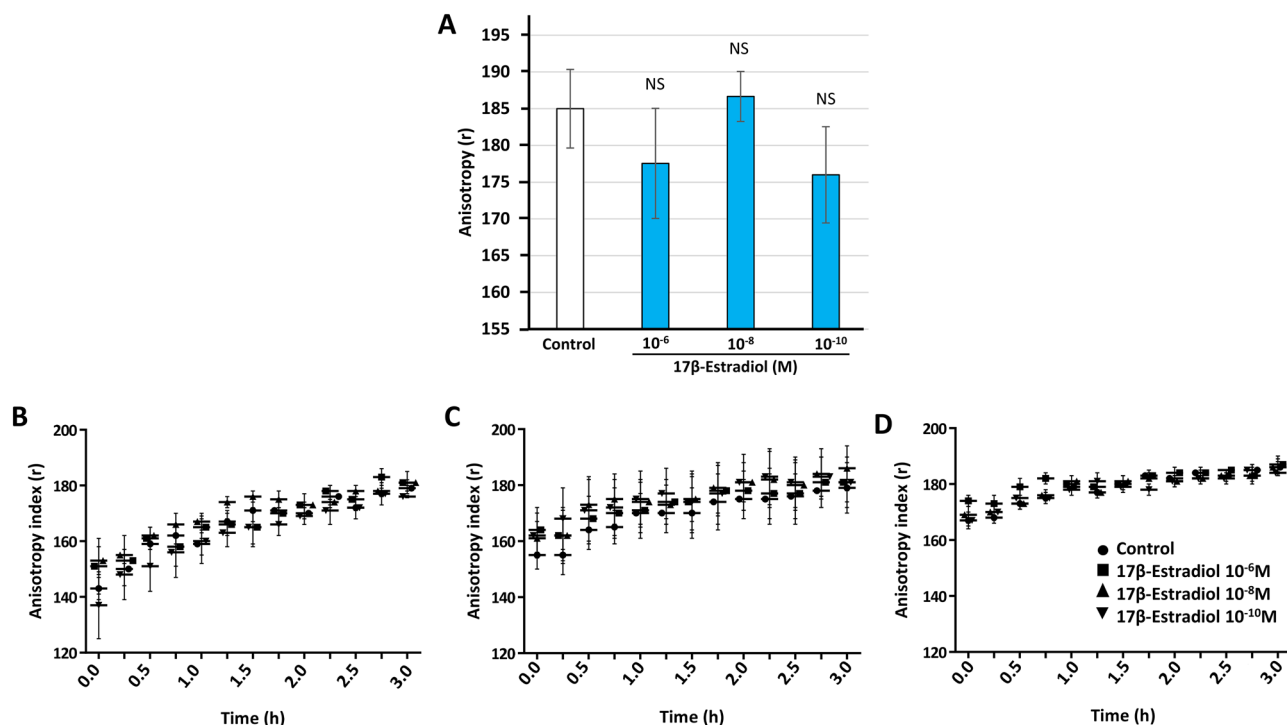 A
Anisotropy (r)
195
190
185
180
175
170
165
160
155
NS
NS
NS
Control
10⁻⁶
10⁻⁸
10⁻¹⁰
17β-Estradiol (M)
B
Anisotropy index (r)
200
180
160
140
120
0.0
0.5
1.0
1.5
2.0
2.5
3.0
Time (h)
C
Anisotropy index (r)
200
180
160
140
120
0.0
0.5
1.0
1.5
2.0
2.5
3.0
Time (h)
D
Anisotropy index (r)
200
180
160
140
120
Control
17β-Estradiol 10⁻⁶M
17β-Estradiol 10⁻⁸M
17β-Estradiol 10⁻¹⁰M
0.0
0.5
1.0
1.5
2.0
2.5
3.0
Time (h)